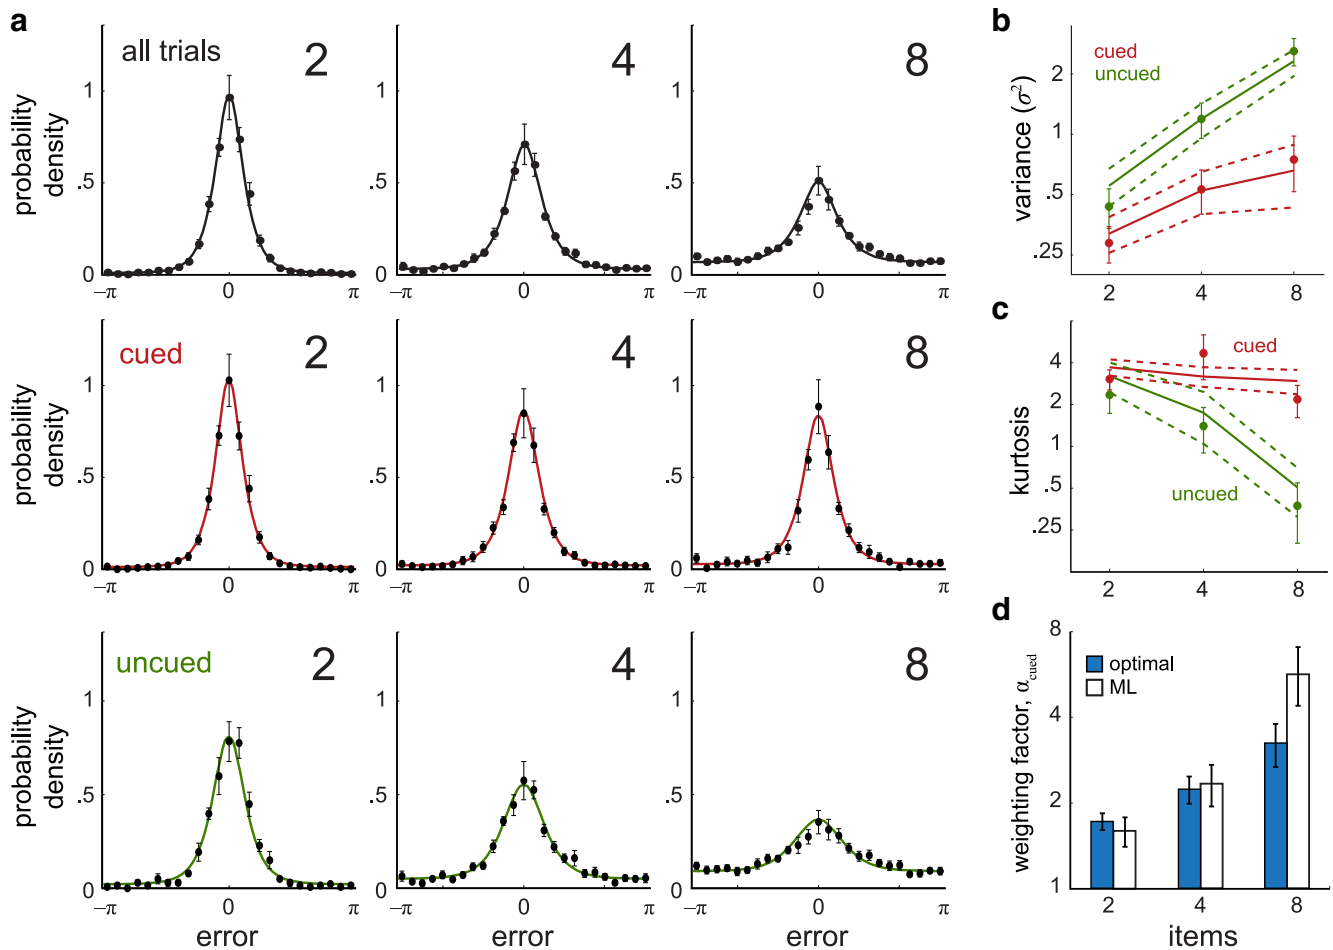 a
all trials
2
4
8
probability
density
1
.5
0
1
.5
0
1
.5
0
–π
0
π
–π
0
π
–π
0
π
cued
2
4
8
probability
density
1
.5
0
1
.5
0
1
.5
0
–π
0
π
–π
0
π
–π
0
π
uncued
2
4
8
probability
density
1
.5
0
1
.5
0
1
.5
0
–π
0
π
–π
0
π
–π
0
π
error
error
error
b
cued
uncued
variance (σ²)
2
1
.5
.25
2
4
8
c
cued
uncued
kurtosis
4
2
1
.5
.25
2
4
8
d
optimal
ML
weighting factor, α_cued
8
4
2
1
2
4
8
items